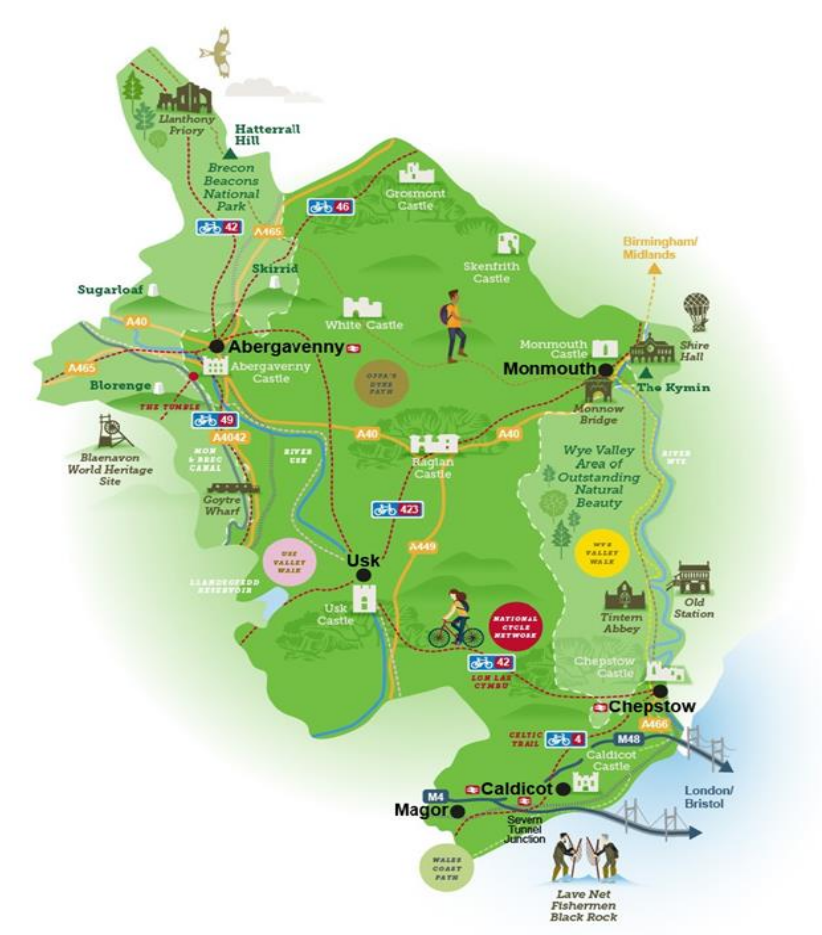 Llanthony
Priory
Hatterrall
Hill
Brecon
Beacons
National
Park
42
46
A465
Grosmont
Castle
Skenfrith
Castle
Birmingham/
Midlands
Sugarloaf
Skirrid
White Castle
A40
Abergavenny
Abergavenny
Castle
A465
Blorenge
THE TUMBLE
OFFA'S
DYKE
PATH
Monmouth
Castle
Monmouth
Shire
Hall
The Kymin
Monnow
Bridge
49
A4042
Blaenavon
World Heritage
Site
MON
& BREC
CANAL
RIVER
USK
A40
A40
Raglan
Castle
Goytre
Wharf
423
Wye Valley
Area of
Outstanding
Natural
Beauty
RIVER
WYE
A449
USK
VALLEY
WALK
Usk
WYE
VALLEY
WALK
LLANDEGFEDD
RESERVOIR
Usk
Castle
NATIONAL
CYCLE
NETWORK
Tintern
Abbey
Old
Station
42
LON LAS
CYMRU
Chepstow
Castle
Chepstow
A466
CELTIC
TRAIL
4
M48
Caldicot
Castle
London/
Bristol
M4
Caldicot
Magor
Severn
Tunnel
Junction
WALES
COAST
PATH
Lave Net
Fishermen
Black Rock